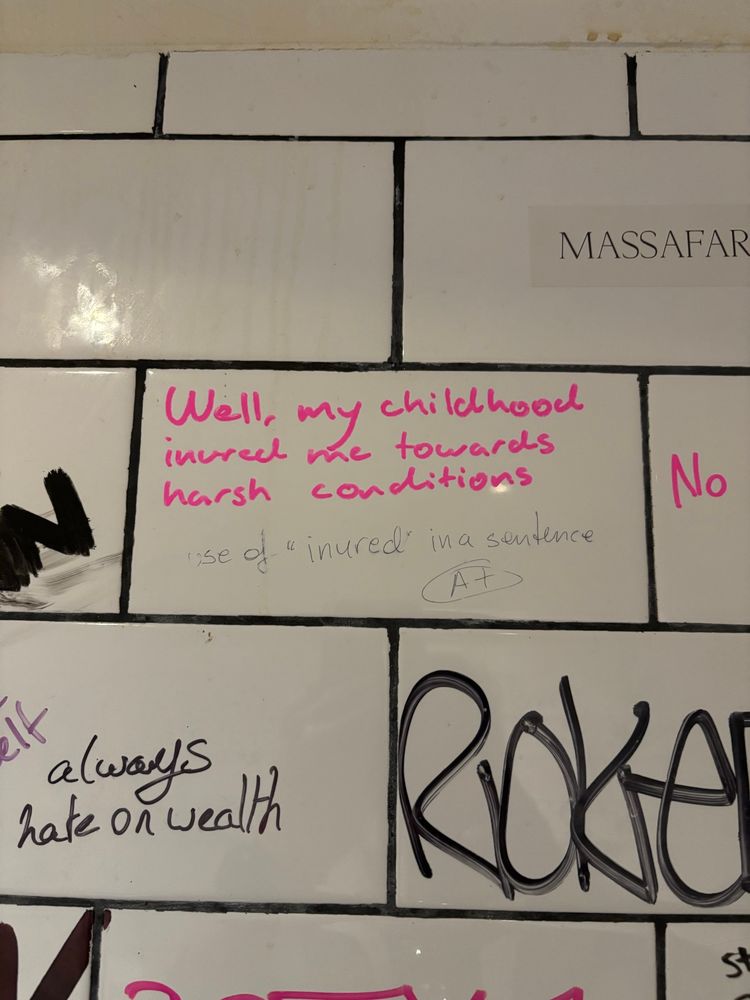 MASSAFAR
Well, my childhood
inured me towards
harsh conditions
No
use of "inured" in a sentence
A+
always
hate on wealth